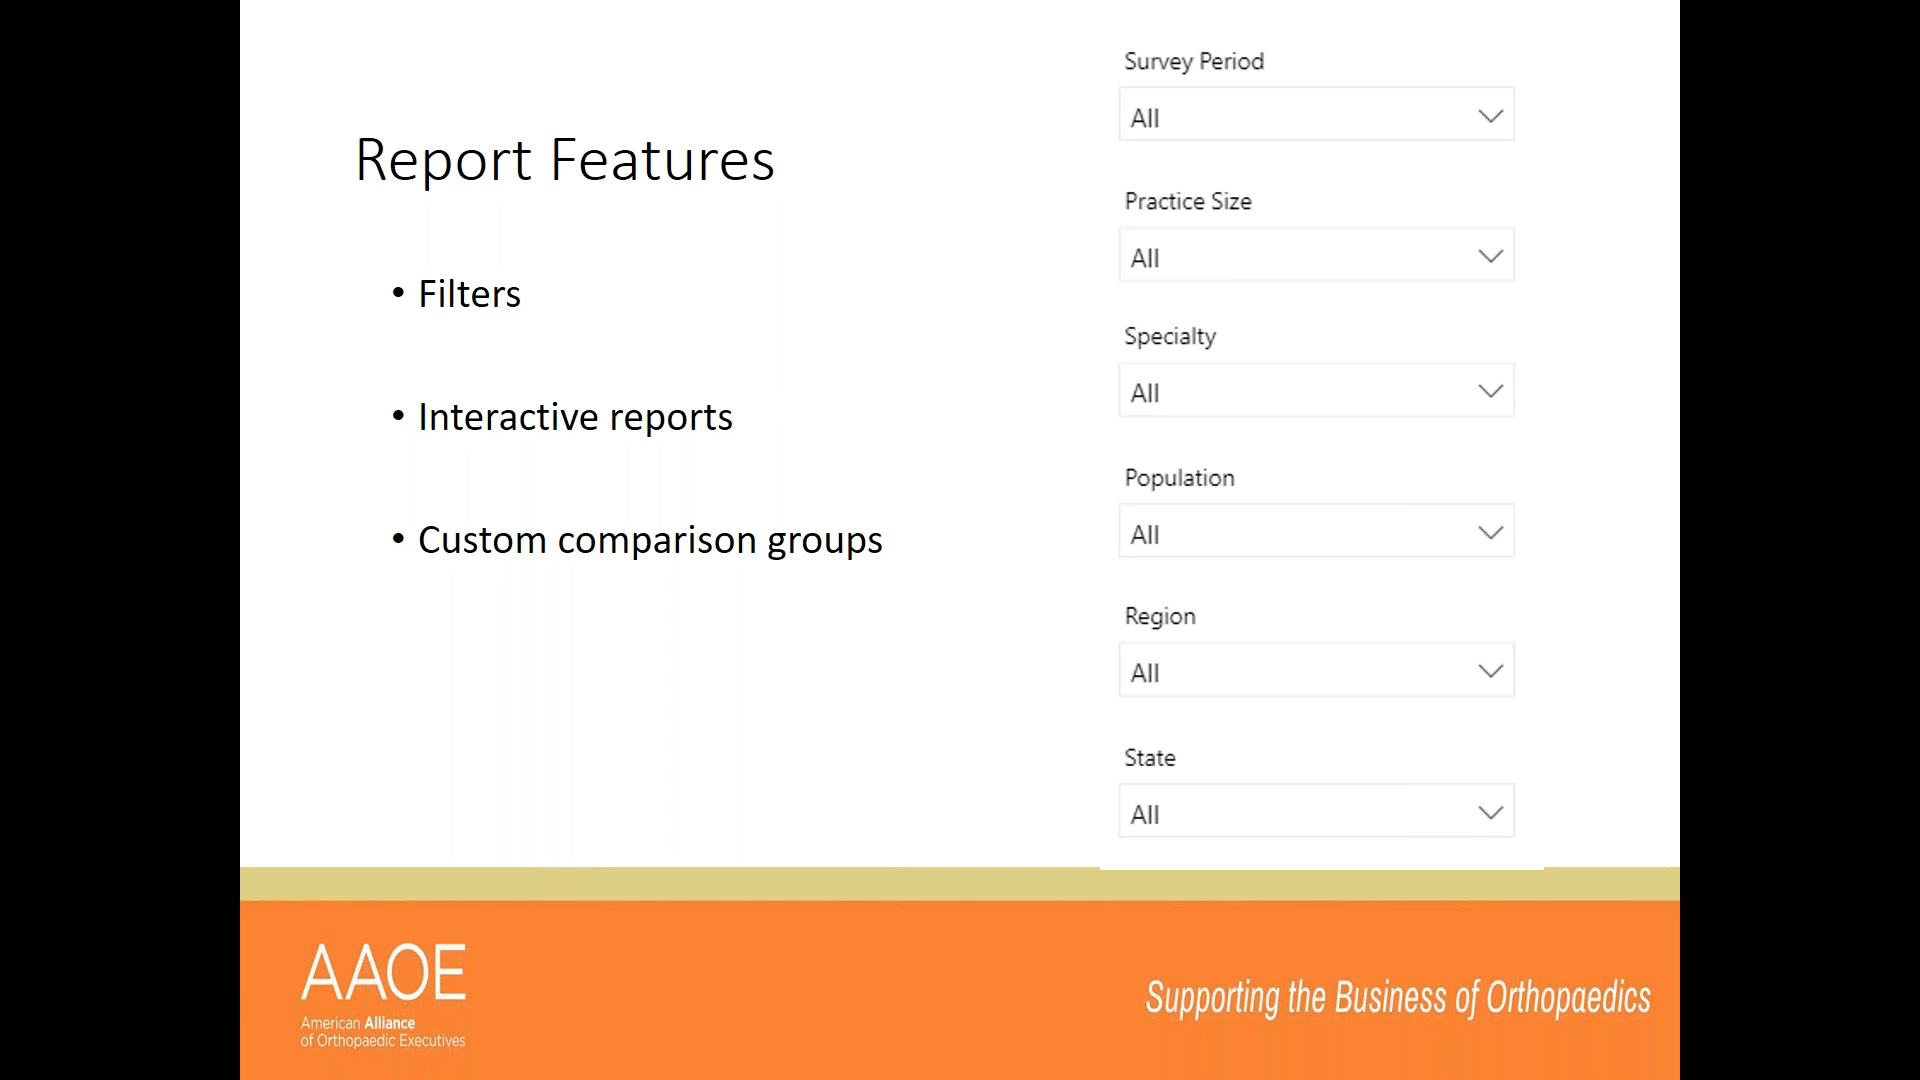 Report Features
• Filters
• Interactive reports
• Custom comparison groups
Survey Period
All
Practice Size
All
Specialty
All
Population
All
Region
All
State
All
AAOE
American Alliance
of Orthopaedic Executives
Supporting the Business of Orthopaedics